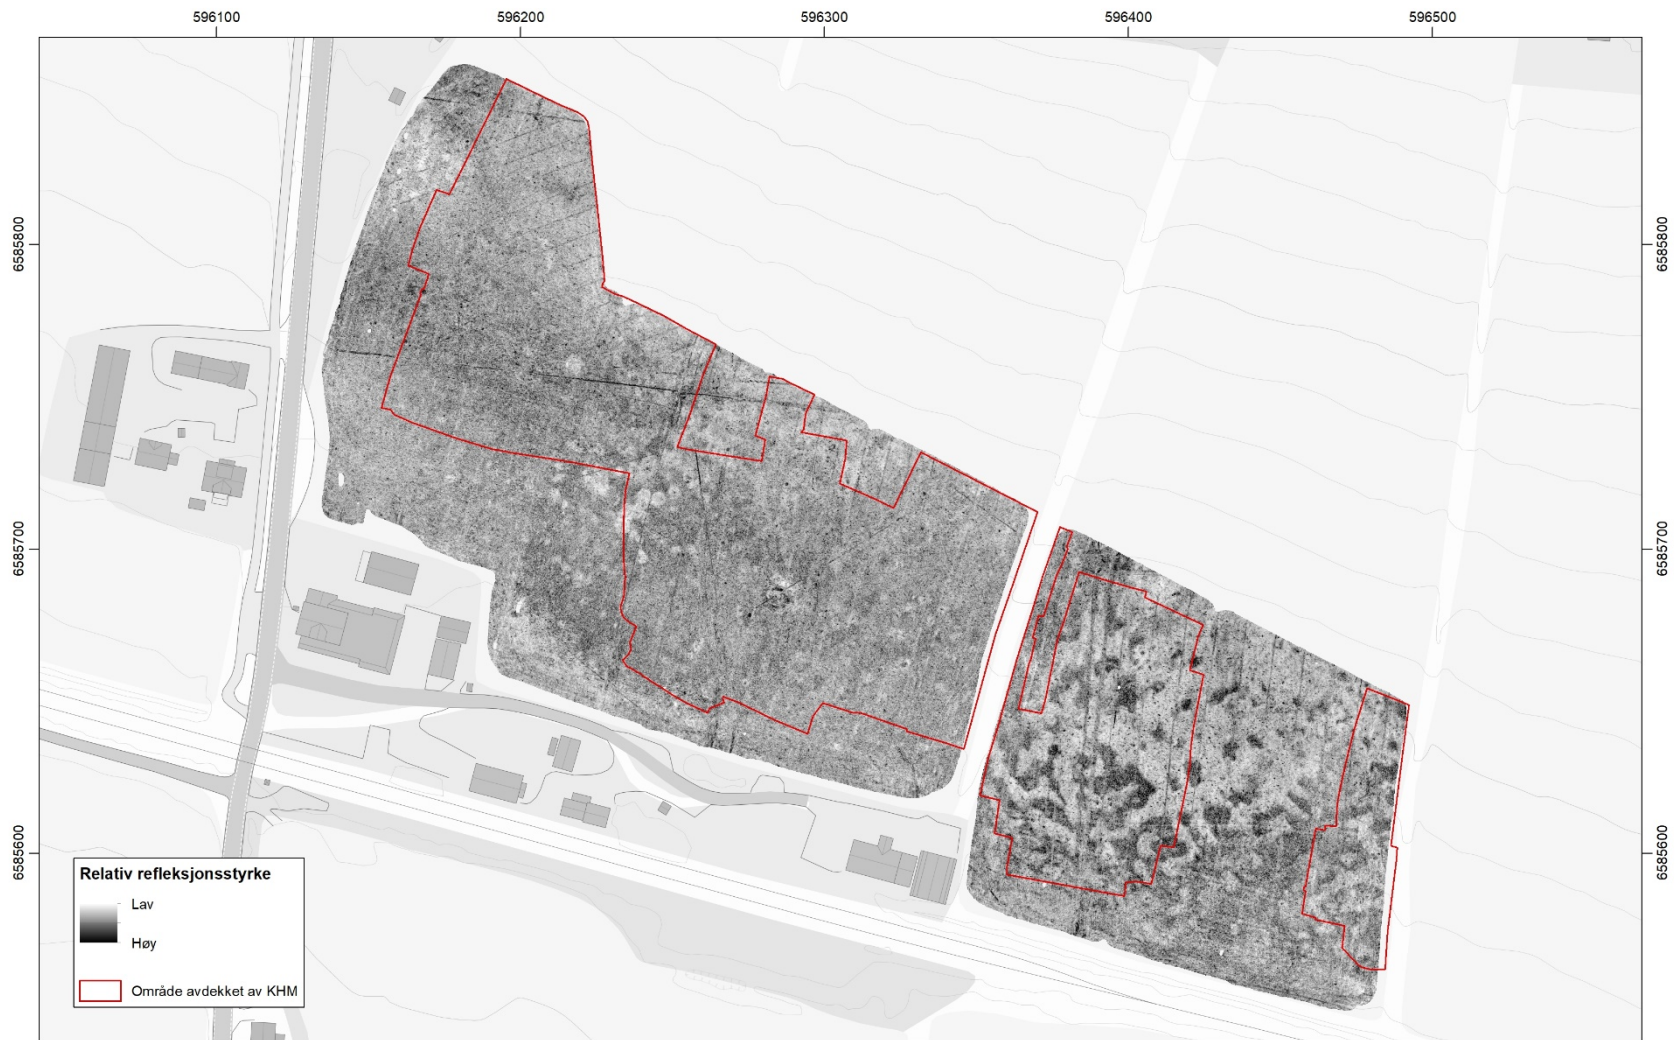 596100 596200 596300 596400 596500
6585800 6585800
6585700 6585700
6585600 6585600
Relativ refleksjonsstyrke
Lav
Høy
Område avdekket av KHM